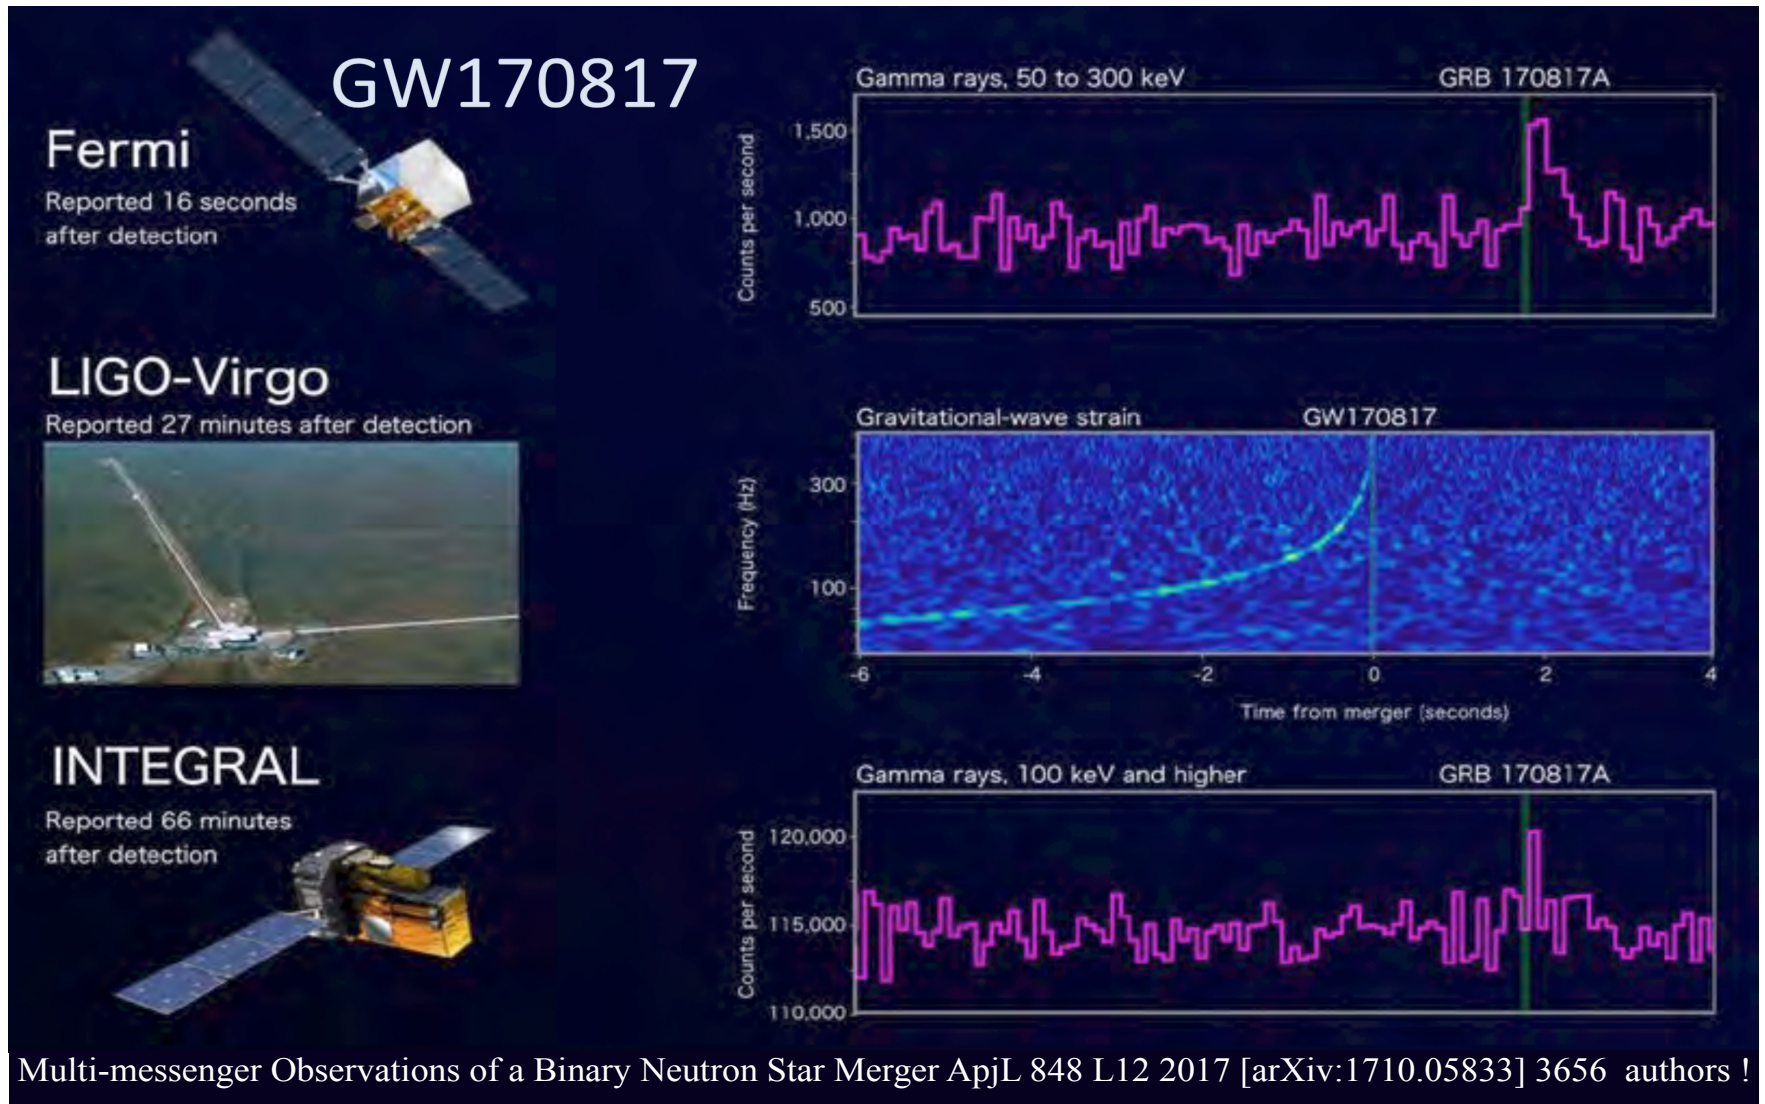 GW170817
Fermi
Reported 16 seconds
after detection
Gamma rays, 50 to 300 keV
GRB 170817A
Counts per second
1,500
1,000
500
LIGO-Virgo
Reported 27 minutes after detection
Gravitational-wave strain
GW170817
Frequency (Hz)
300
100
-6 -4 -2 0 2 4
Time from merger (seconds)
INTEGRAL
Reported 66 minutes
after detection
Gamma rays, 100 keV and higher
GRB 170817A
Counts per second
120,000
115,000
110,000
Multi-messenger Observations of a Binary Neutron Star Merger ApjL 848 L12 2017 [arXiv:1710.05833] 3656 authors !